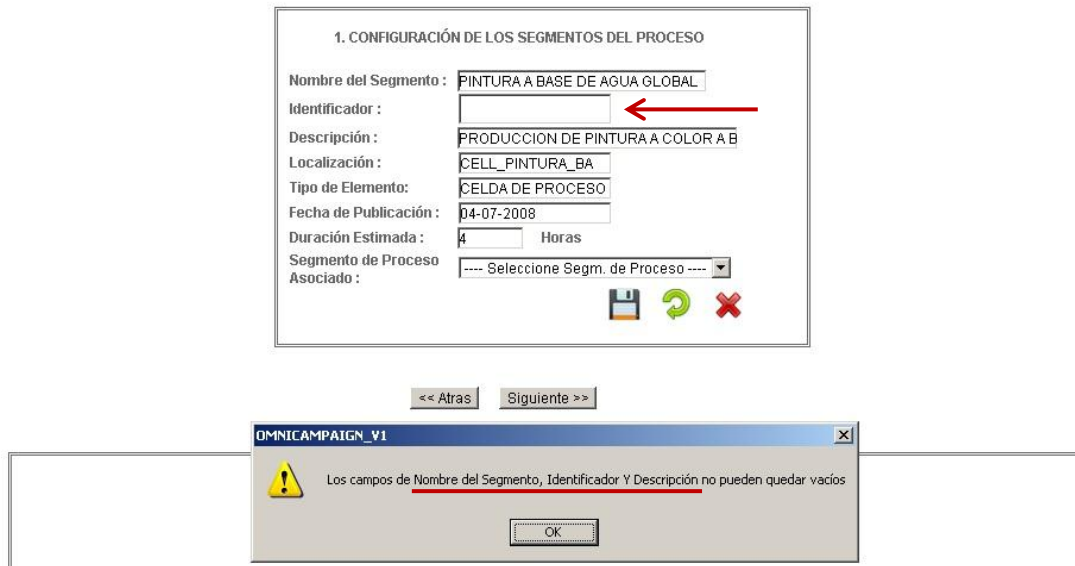 1. CONFIGURACIÓN DE LOS SEGMENTOS DEL PROCESO
Nombre del Segmento : PINTURA A BASE DE AGUA GLOBAL
Identificador :
Descripción : PRODUCCION DE PINTURA A COLOR A B
Localización : CELL_PINTURA_BA
Tipo de Elemento: CELDA DE PROCESO
Fecha de Publicación : 04-07-2008
Duración Estimada : 4 Horas
Segmento de Proceso
Asociado : ---- Seleccione Segm. de Proceso ----
<< Atras Siguiente >>
OMNICAMPAIGN_V1
Los campos de Nombre del Segmento, Identificador Y Descripción no pueden quedar vacíos
OK